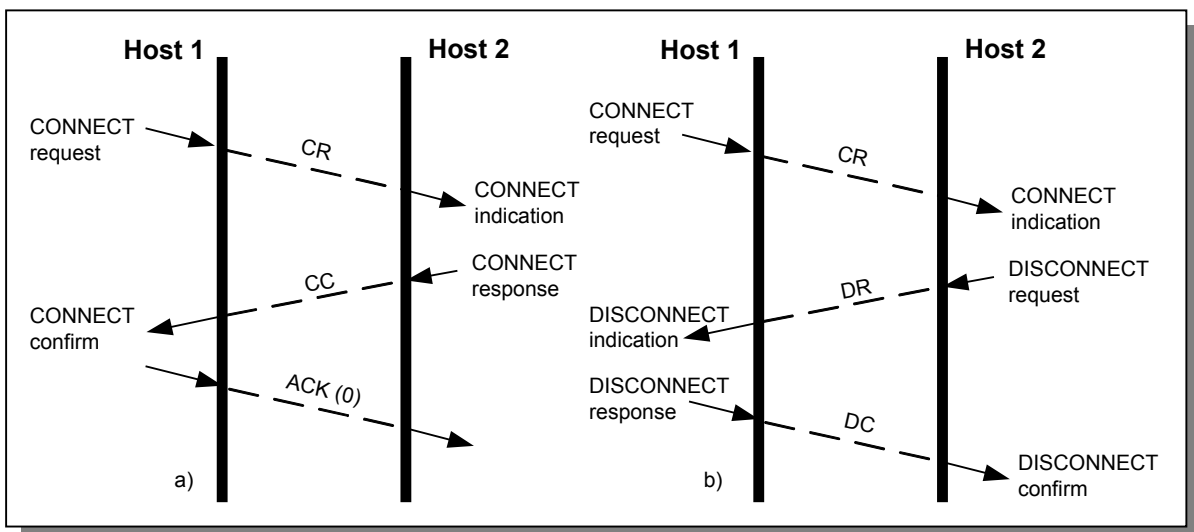 Host 1
Host 2
CONNECT
request
CR
CONNECT
indication
CONNECT
response
CC
CONNECT
confirm
ACK (0)
a)
Host 1
Host 2
CONNECT
request
CR
CONNECT
indication
DISCONNECT
request
DR
DISCONNECT
indication
DISCONNECT
response
DC
DISCONNECT
confirm
b)